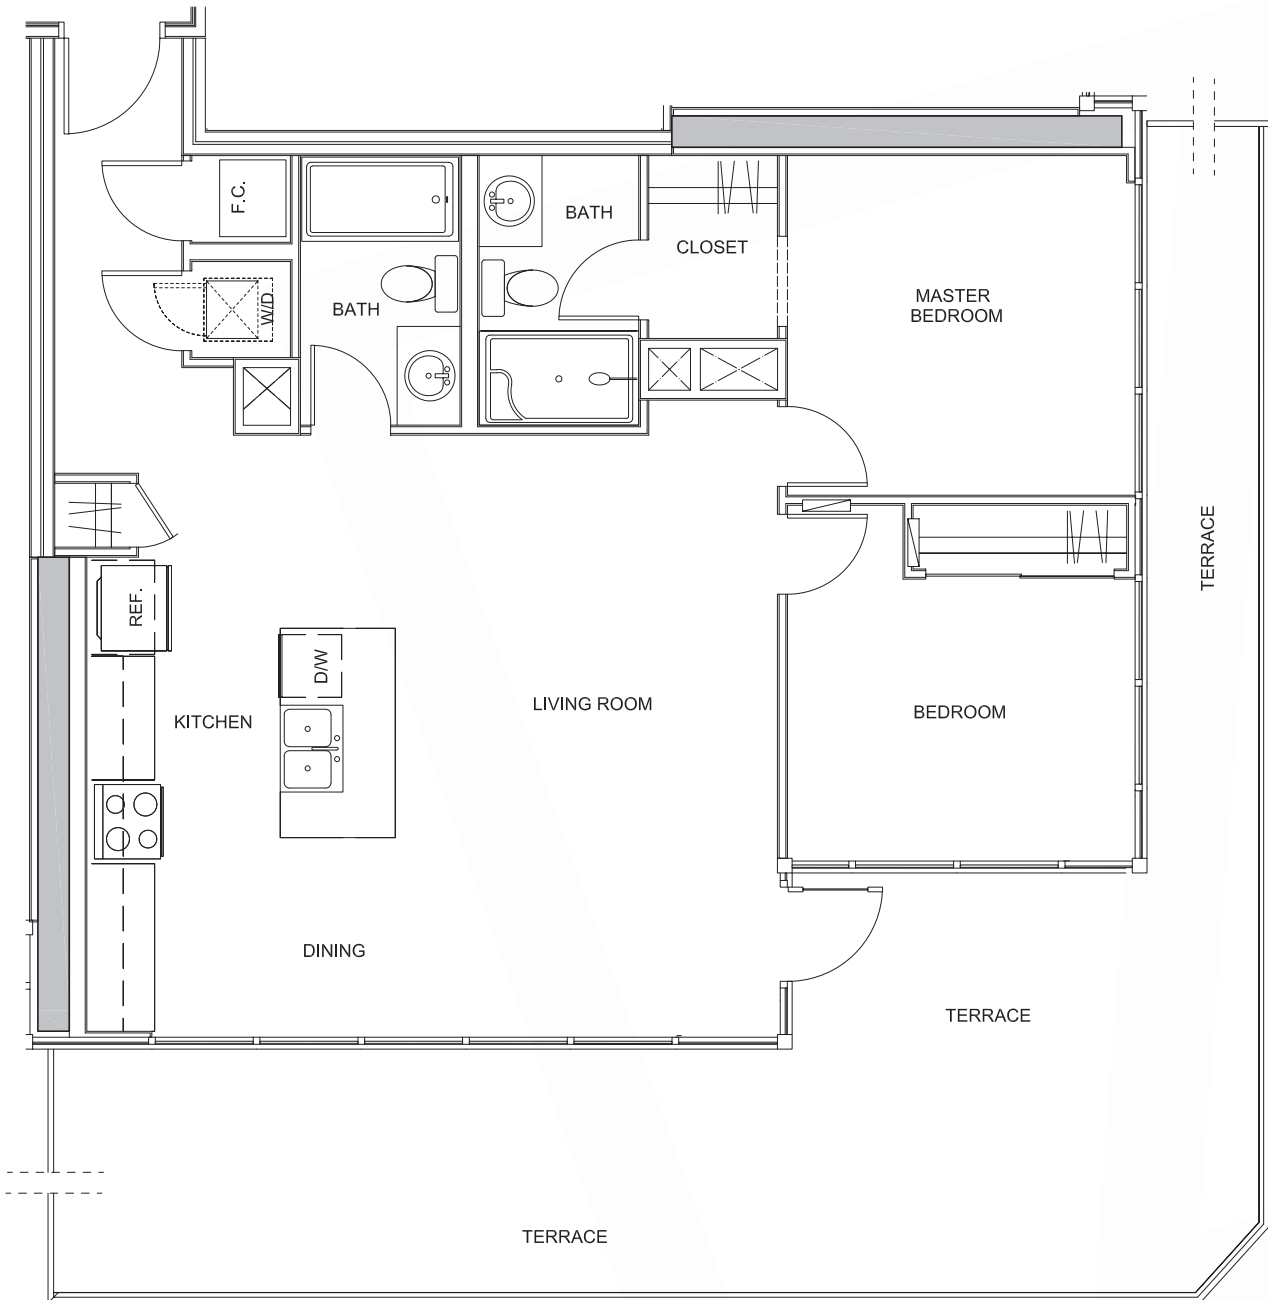 F.C.
BATH
CLOSET
W/D
BATH
MASTER
BEDROOM
TERRACE
REF.
D/W
KITCHEN
LIVING ROOM
BEDROOM
DINING
TERRACE
TERRACE